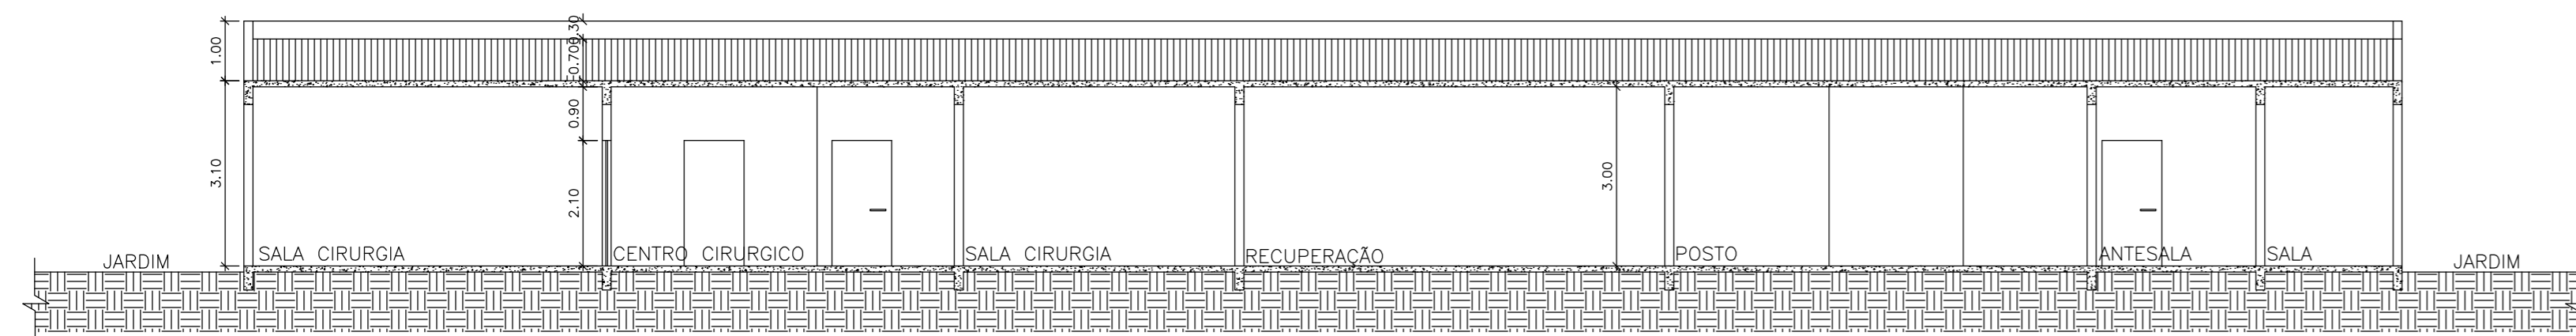 1.00
0.30
0.70
0.90
3.10
2.10
3.00
JARDIM
SALA CIRURGIA
CENTRO CIRURGICO
SALA CIRURGIA
RECUPERAÇÃO
POSTO
ANTESALA
SALA
JARDIM